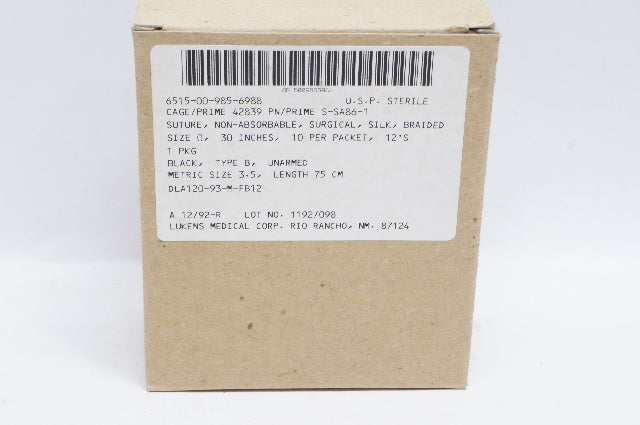 6515-00-985-6988 U.S.P. STERILE
CAGE/PRIME 42839 PN/PRIME S-SA86-1
SUTURE, NON-ABSORBABLE, SURGICAL, SILK, BRAIDED
SIZE 0, 30 INCHES, 10 PER PACKET, 12'S
1 PKG
BLACK, TYPE B, UNARMED
METRIC SIZE 3.5, LENGTH 75 CM
DLA120-93-M-FB12
A 12/92-R LOT NO. 1192/098
LUKENS MEDICAL CORP. RIO RANCHO, NM. 87124